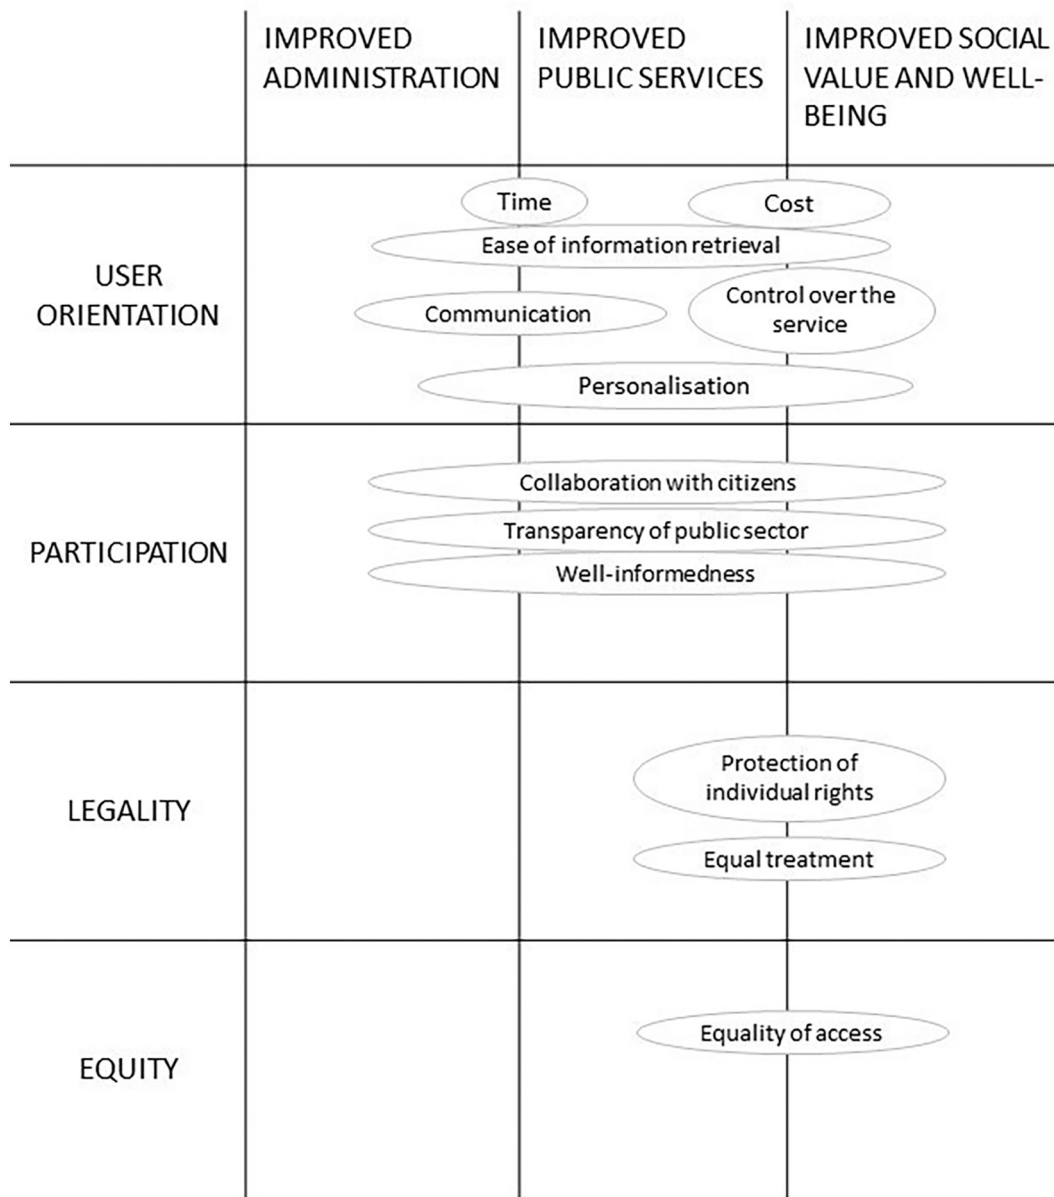 IMPROVED
ADMINISTRATION
IMPROVED
PUBLIC SERVICES
IMPROVED SOCIAL
VALUE AND WELL-
BEING
USER
ORIENTATION
Time
Cost
Ease of information retrieval
Communication
Control over the
service
Personalisation
PARTICIPATION
Collaboration with citizens
Transparency of public sector
Well-informedness
LEGALITY
Protection of
individual rights
Equal treatment
EQUITY
Equality of access